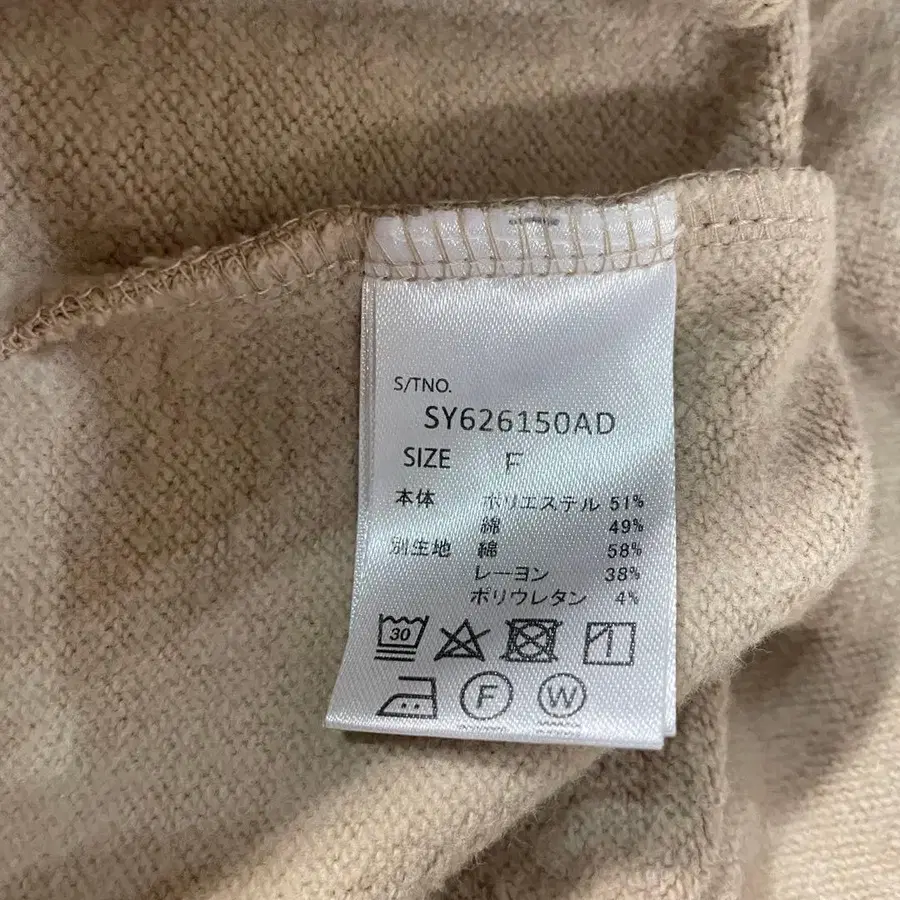 S/TNO.
SY626150AD
SIZE F
本体 ポリエステル 51%
綿 49%
別生地 綿 58%
レーヨン 38%
ポリウレタン 4%
30
F W